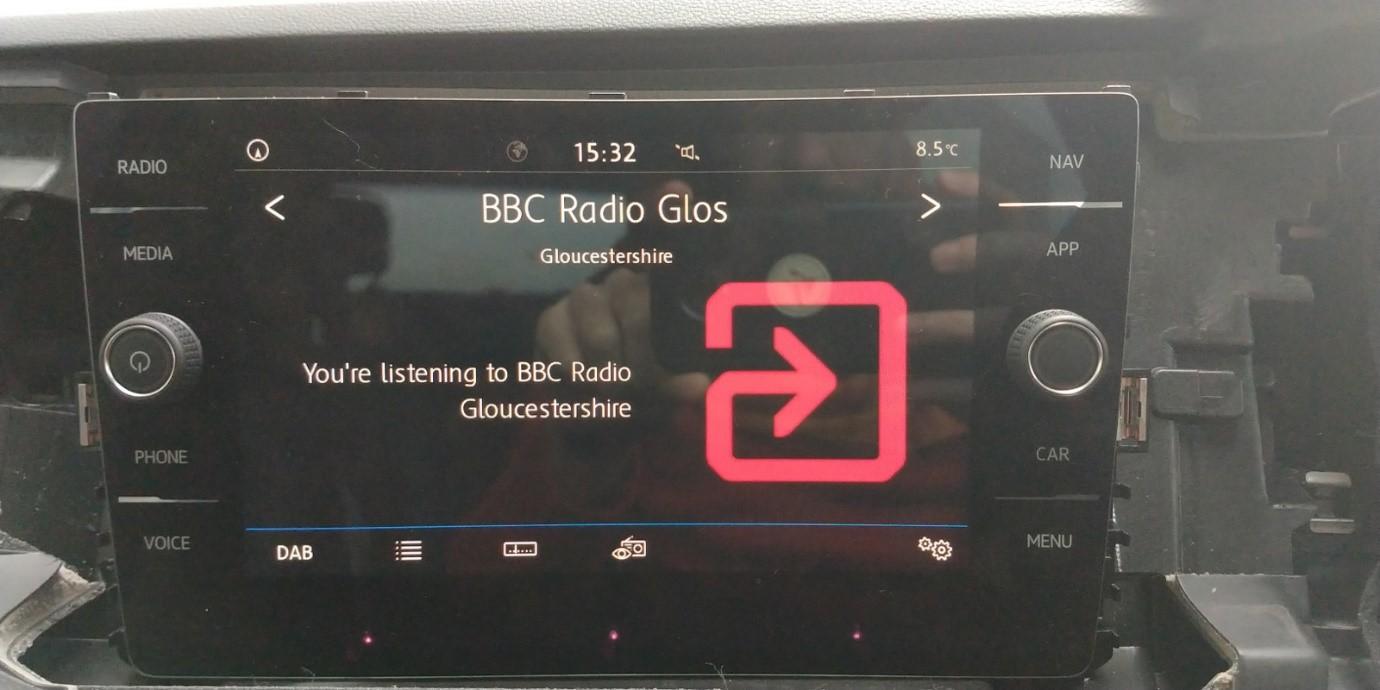 RADIO
MEDIA
PHONE
VOICE
15:32
8.5°C
<
BBC Radio Glos
>
Gloucestershire
You're listening to BBC Radio
Gloucestershire
DAB
NAV
APP
CAR
MENU